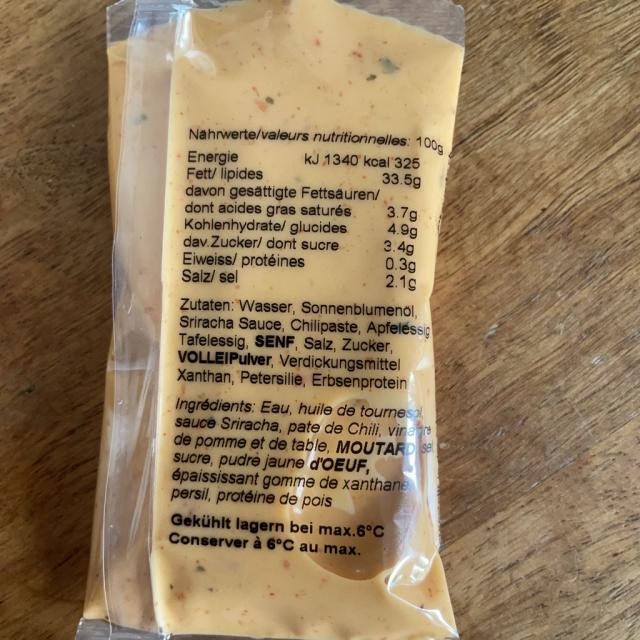 Nährwerte/valeurs nutritionnelles: 100g
Energie kJ 1340 kcal 325
Fett/ lipides 33.5g
davon gesättigte Fettsäuren/
dont acides gras saturés 3.7g
Kohlenhydrate/ glucides 4.9g
dav.Zucker/ dont sucre 3.4g
Eiweiss/ protéines 0.3g
Salz/ sel 2.1g
Zutaten: Wasser, Sonnenblumenöl,
Sriracha Sauce, Chilipaste, Apfelessig
Tafelessig, SENF, Salz, Zucker,
VOLLEIPulver, Verdickungsmittel
Xanthan, Petersilie, Erbsenprotein
Ingrédients: Eau, huile de tournesol,
sauce Sriracha, pate de Chili, vinaigre
de pomme et de table, MOUTARD sel
sucre, pudre jaune d'OEUF,
épaississant gomme de xanthane
persil, protéine de pois
Gekühlt lagern bei max.6°C
Conserver à 6°C au max.